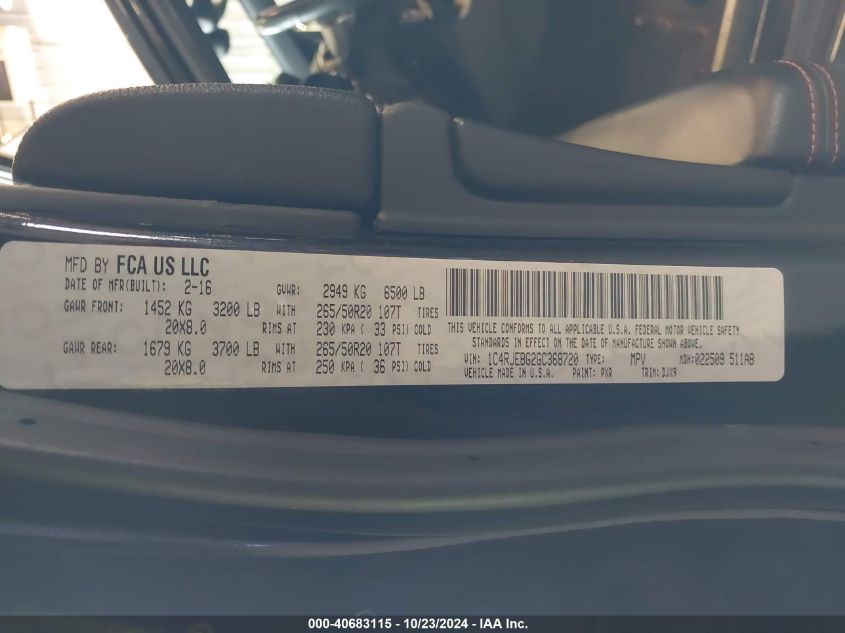 MFD BY FCA US LLC
DATE OF MFR(BUILT): 2-16 GVWR: 2949 KG 6500 LB
GAWR FRONT: 1452 KG 3200 LB WITH 265/50R20 107T TIRES
20X8.0 RIMS AT 230 KPA ( 33 PSI) COLD
GAWR REAR: 1679 KG 3700 LB WITH 265/50R20 107T TIRES
20X8.0 RIMS AT 250 KPA ( 36 PSI) COLD
THIS VEHICLE CONFORMS TO ALL APPLICABLE U.S.A. FEDERAL MOTOR VEHICLE SAFETY
STANDARDS IN EFFECT ON THE DATE OF MANUFACTURE SHOWN ABOVE.
VIN: 1C4RJEBG2GC368720 TYPE: MPV MDH:022509 511AB
VEHICLE MADE IN U.S.A. PAINT: PXR TRIM: DJX9
000-40683115 - 10/23/2024 - IAA Inc.